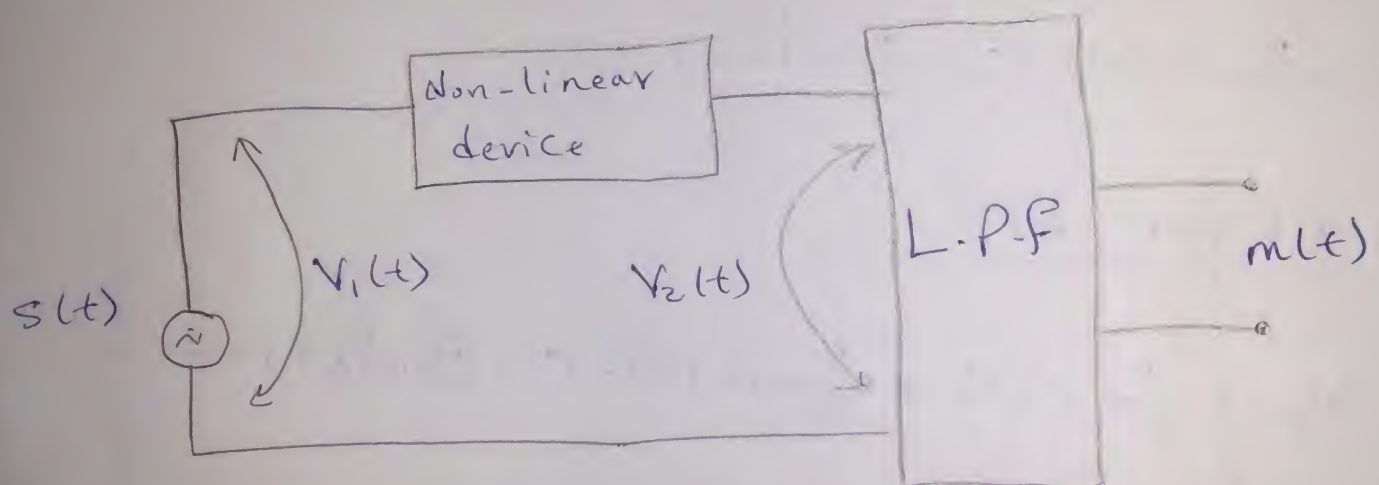 Non-linear
device
s(t)
V₁(t)
V₂(t)
L.P.F
m(t)
~